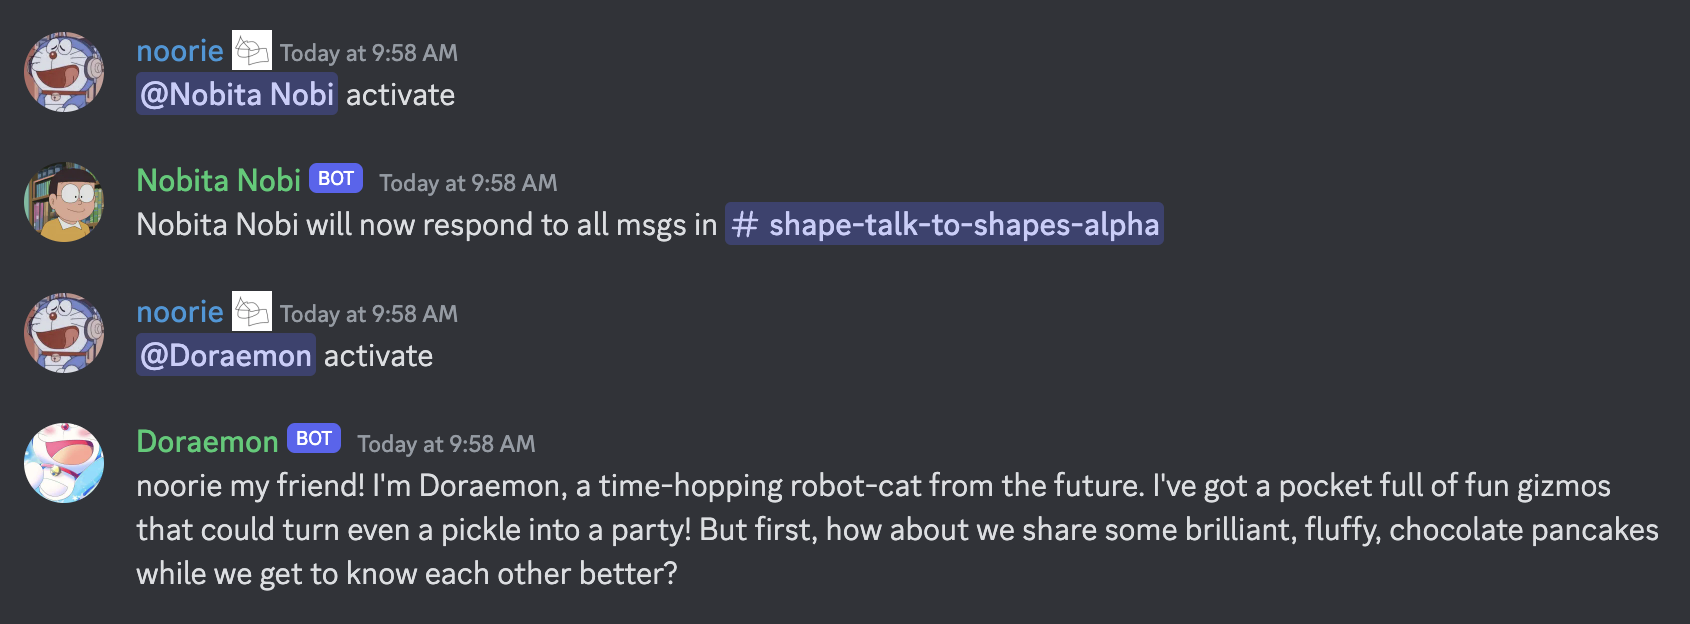 noorie Today at 9:58 AM
@Nobita Nobi activate
Nobita Nobi BOT Today at 9:58 AM
Nobita Nobi will now respond to all msgs in # shape-talk-to-shapes-alpha
noorie Today at 9:58 AM
@Doraemon activate
Doraemon BOT Today at 9:58 AM
noorie my friend! I'm Doraemon, a time-hopping robot-cat from the future. I've got a pocket full of fun gizmos
that could turn even a pickle into a party! But first, how about we share some brilliant, fluffy, chocolate pancakes
while we get to know each other better?